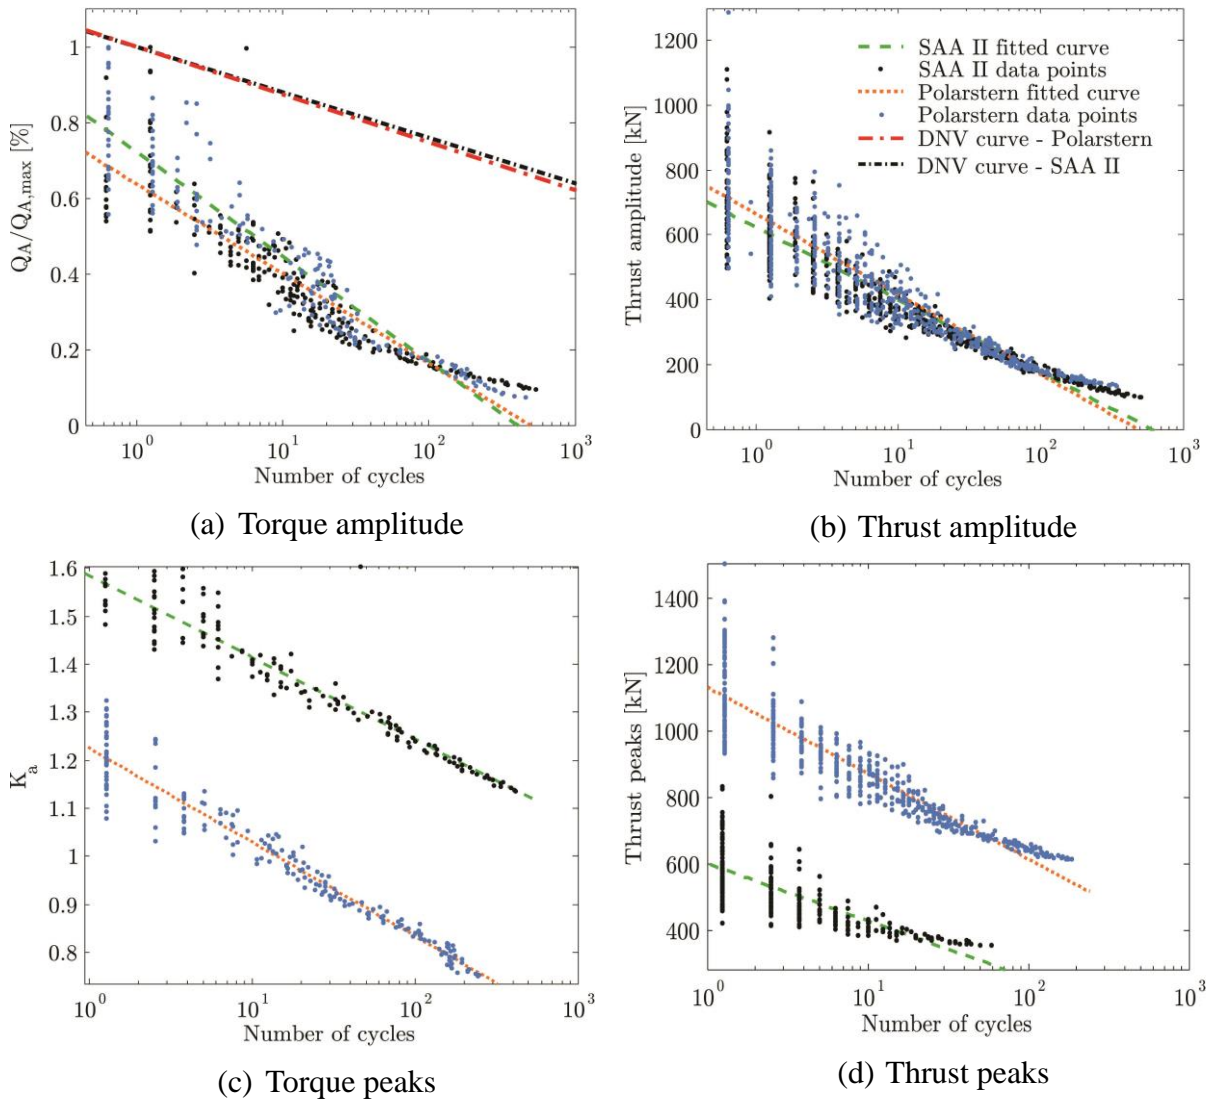 1
0.8
0.6
0.4
0.2
0
Q_A/Q_A,max [%]
10^0 10^1 10^2 10^3
Number of cycles
(a) Torque amplitude
1200
1000
800
600
400
200
0
Thrust amplitude [kN]
SAA II fitted curve
SAA II data points
Polarstern fitted curve
Polarstern data points
DNV curve - Polarstern
DNV curve - SAA II
10^0 10^1 10^2 10^3
Number of cycles
(b) Thrust amplitude
1.6
1.5
1.4
1.3
1.2
1.1
1
0.9
0.8
K_a
10^0 10^1 10^2 10^3
Number of cycles
(c) Torque peaks
1400
1200
1000
800
600
400
Thrust peaks [kN]
10^0 10^1 10^2 10^3
Number of cycles
(d) Thrust peaks